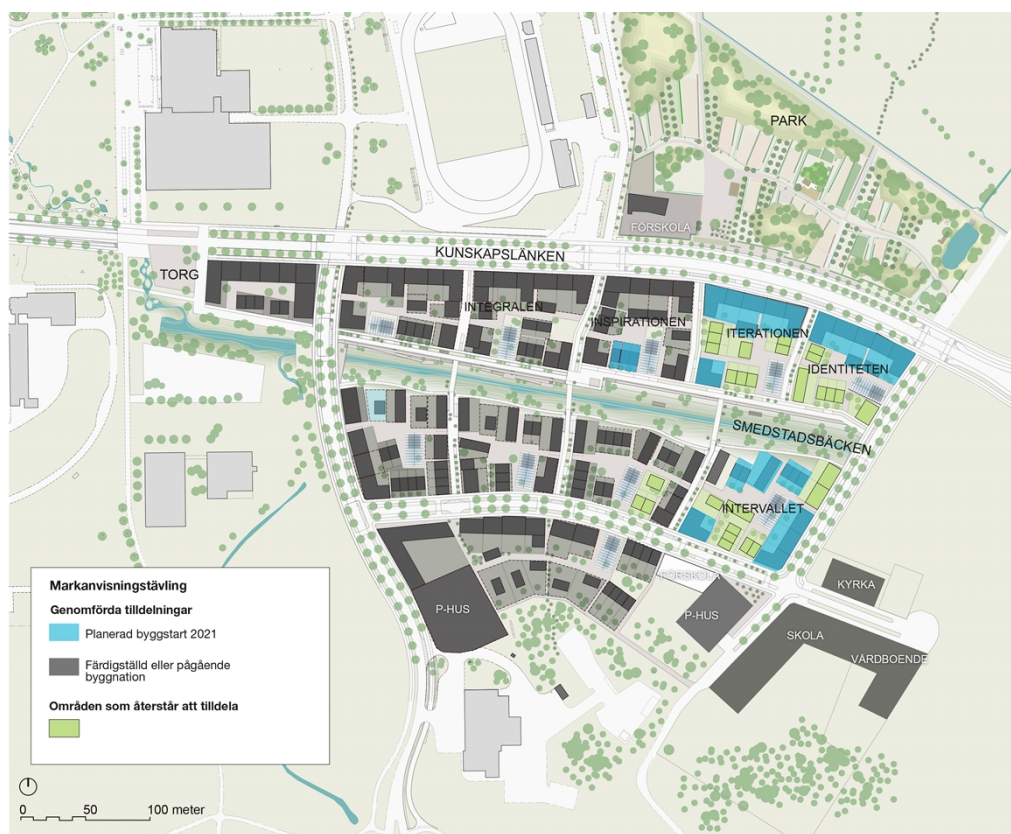 PARK
FÖRSKOLA
KUNSKAPSLÄNKEN
TORG
INTEGRALEN
INSPIRATIONEN
ITERATIONEN
IDENTITETEN
SMEDSTADSBÄCKEN
INTERVALLET
FÖRSKOLA
KYRKA
P-HUS
P-HUS
SKOLA
VÅRDBOENDE
Markanvisningstävling
Genomförda tilldelningar
Planerad byggstart 2021
Färdigställd eller pågående
byggnation
Områden som återstår att tilldela
0 50 100 meter